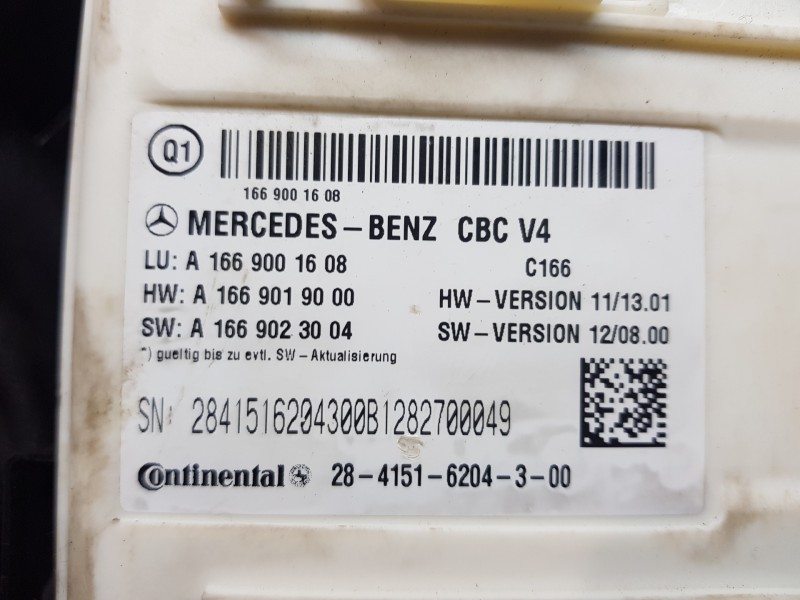 Q1
166 900 16 08
MERCEDES-BENZ CBC V4
LU: A 166 900 16 08 C166
HW: A 166 901 90 00 HW-VERSION 11/13.01
SW: A 166 902 30 04 SW-VERSION 12/08.00
*) gueltig bis zu evtl. SW-Aktualisierung
SN: 2841516204300B1282700049
Continental 28-4151-6204-3-00